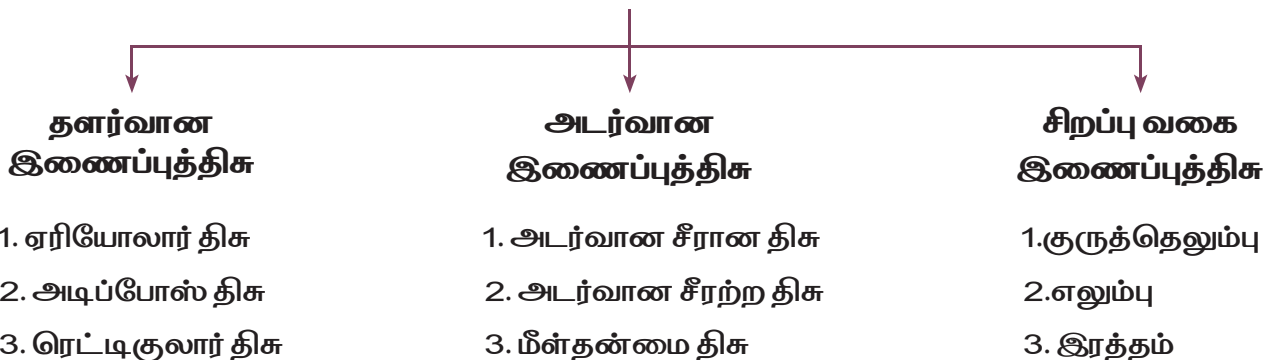 தளர்வான
இணைப்புத்திசு
1. ஏரியோலார் திசு
2. அடிப்போஸ் திசு
3. ரெட்டிகுலார் திசு
அடர்வான
இணைப்புத்திசு
1. அடர்வான சீரான திசு
2. அடர்வான சீரற்ற திசு
3. மீள்தன்மை திசு
சிறப்பு வகை
இணைப்புத்திசு
1.குருத்தெலும்பு
2.எலும்பு
3. இரத்தம்